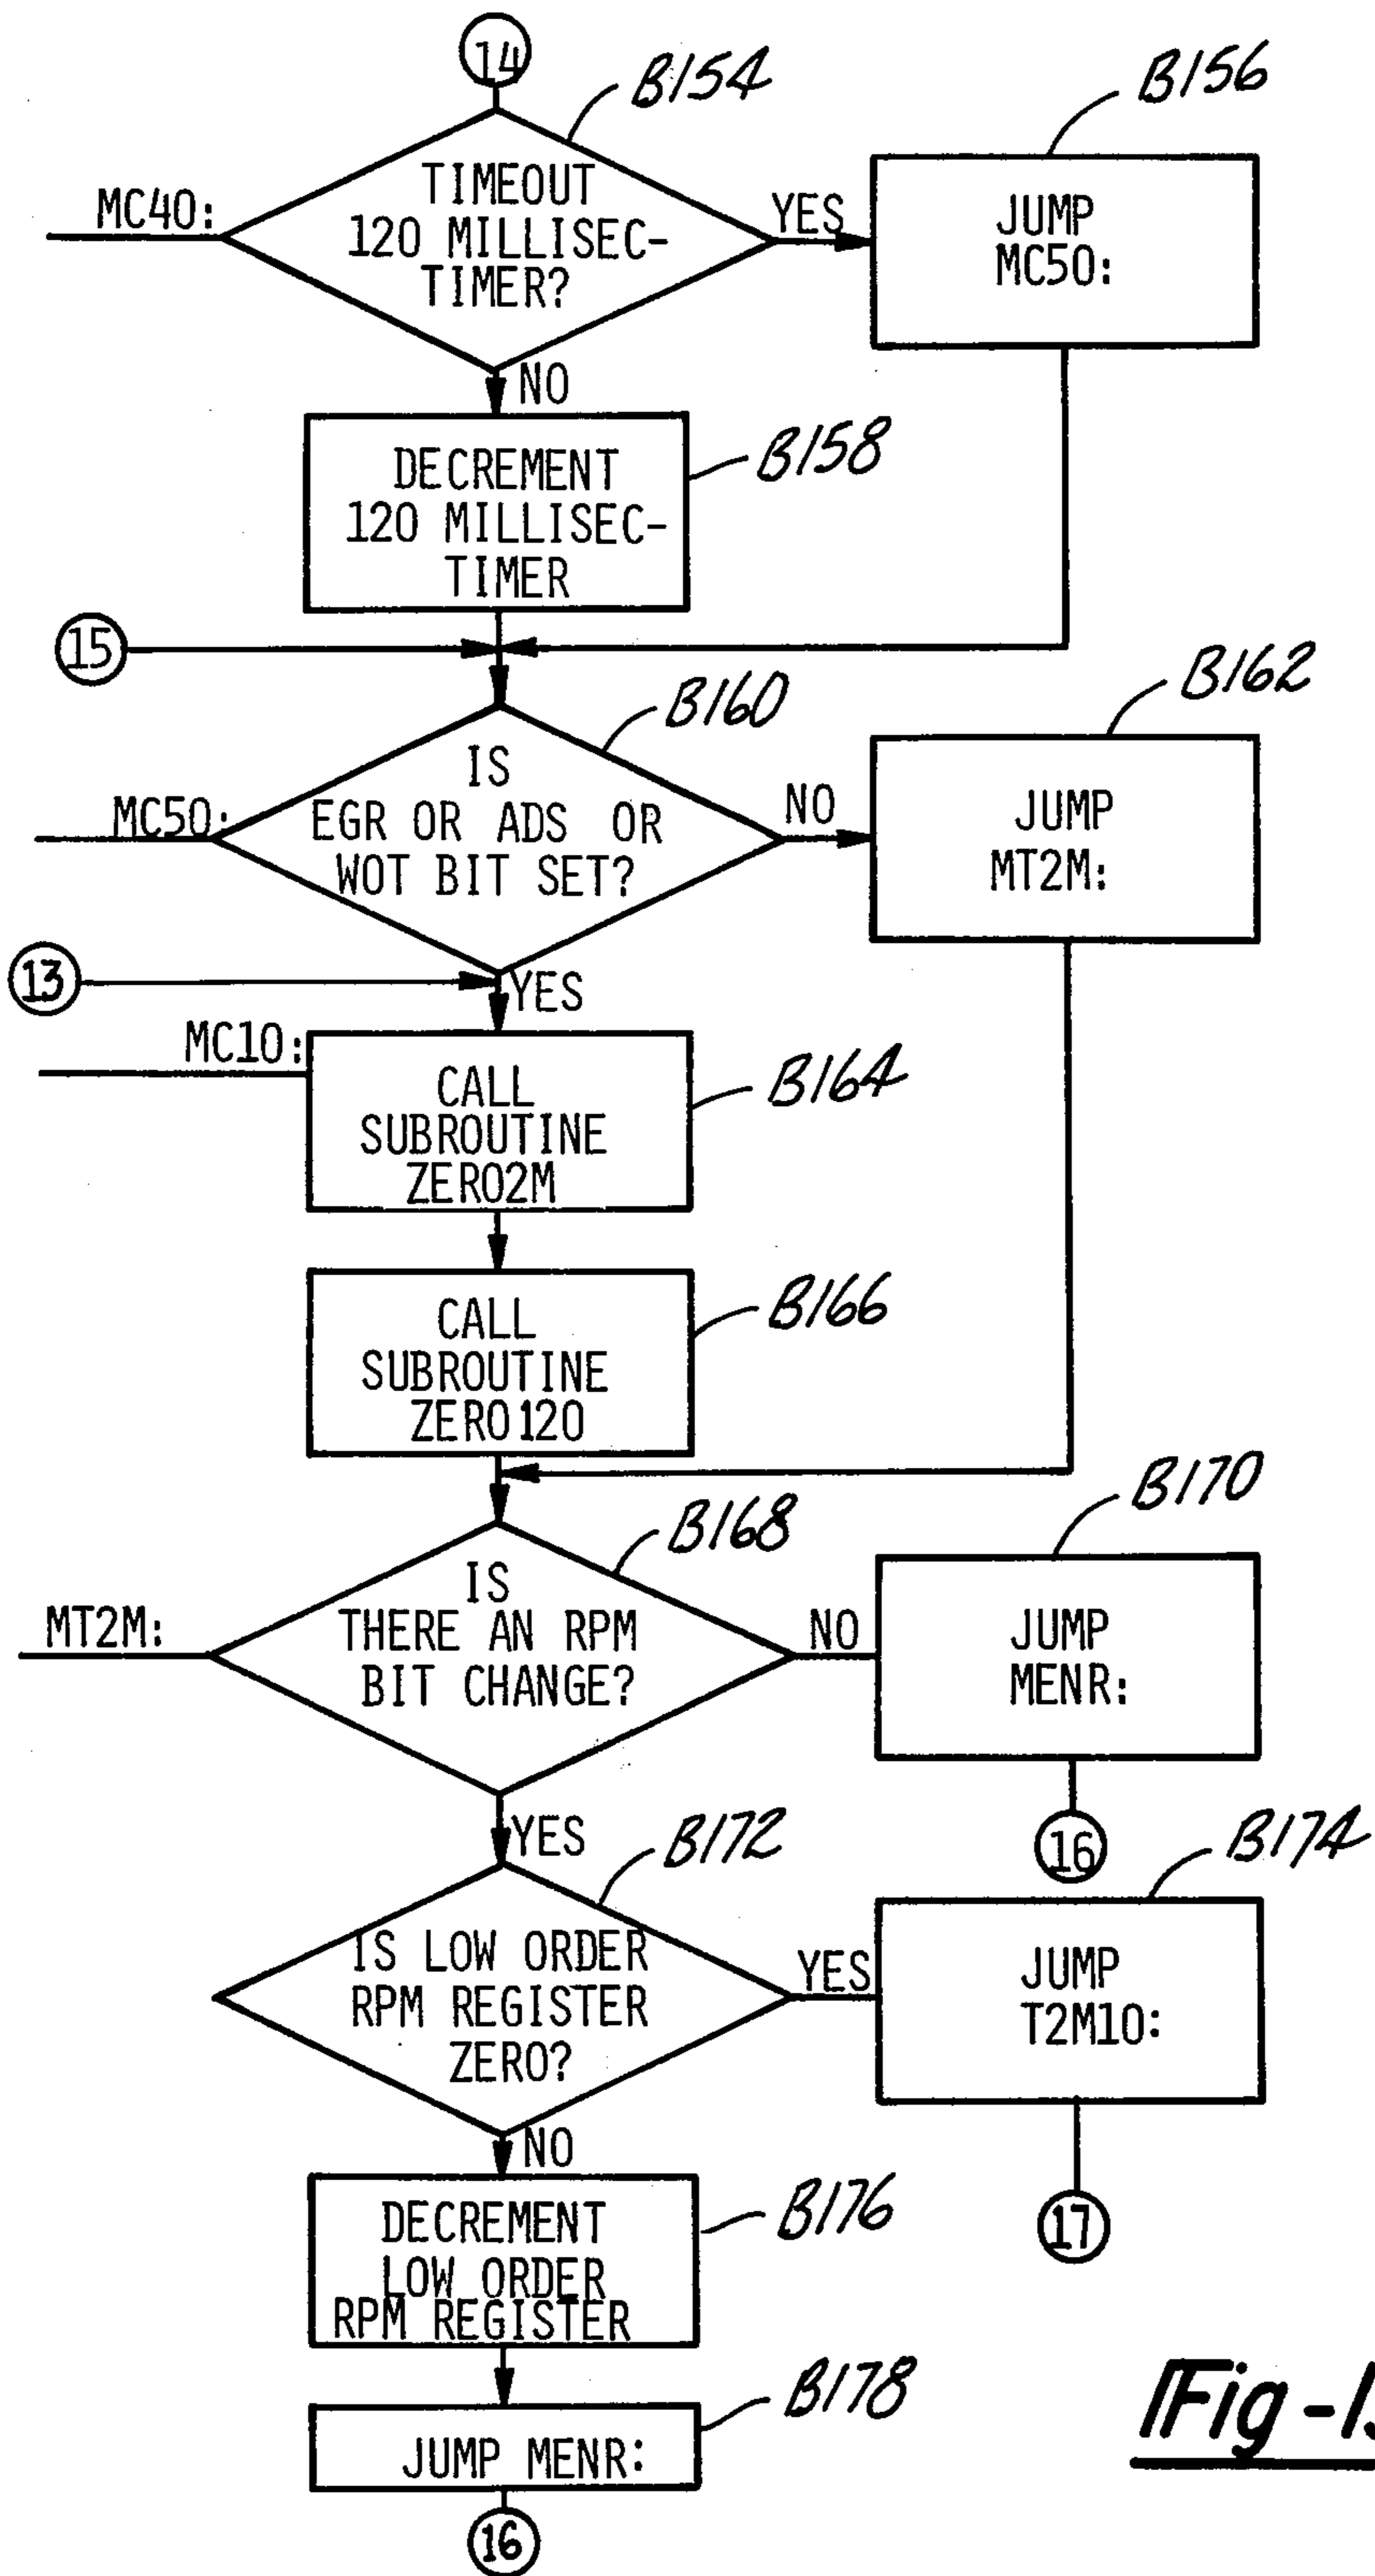 14
B154
B156
MC40:
TIMEOUT
120 MILLISEC-
TIMER?
YES
JUMP
MC50:
NO
DECREMENT
120 MILLISEC-
TIMER
B158
15
B160
B162
MC50:
IS
EGR OR ADS OR
WOT BIT SET?
NO
JUMP
MT2M:
13
YES
MC10:
CALL
SUBROUTINE
ZERO2M
B164
CALL
SUBROUTINE
ZERO120
B166
B168
B170
MT2M:
IS
THERE AN RPM
BIT CHANGE?
NO
JUMP
MENR:
16
YES
B172
B174
IS LOW ORDER
RPM REGISTER
ZERO?
YES
JUMP
T2M10:
17
NO
DECREMENT
LOW ORDER
RPM REGISTER
B176
JUMP MENR:
B178
16
Fig-